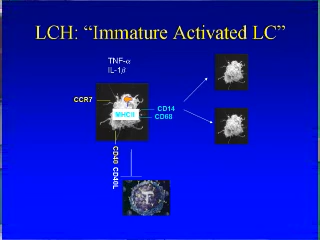 LCH: “Immature Activated LC”
TNF-α
IL-1β
CCR7
MHCII
CD14
CD68
CD40 CD40L